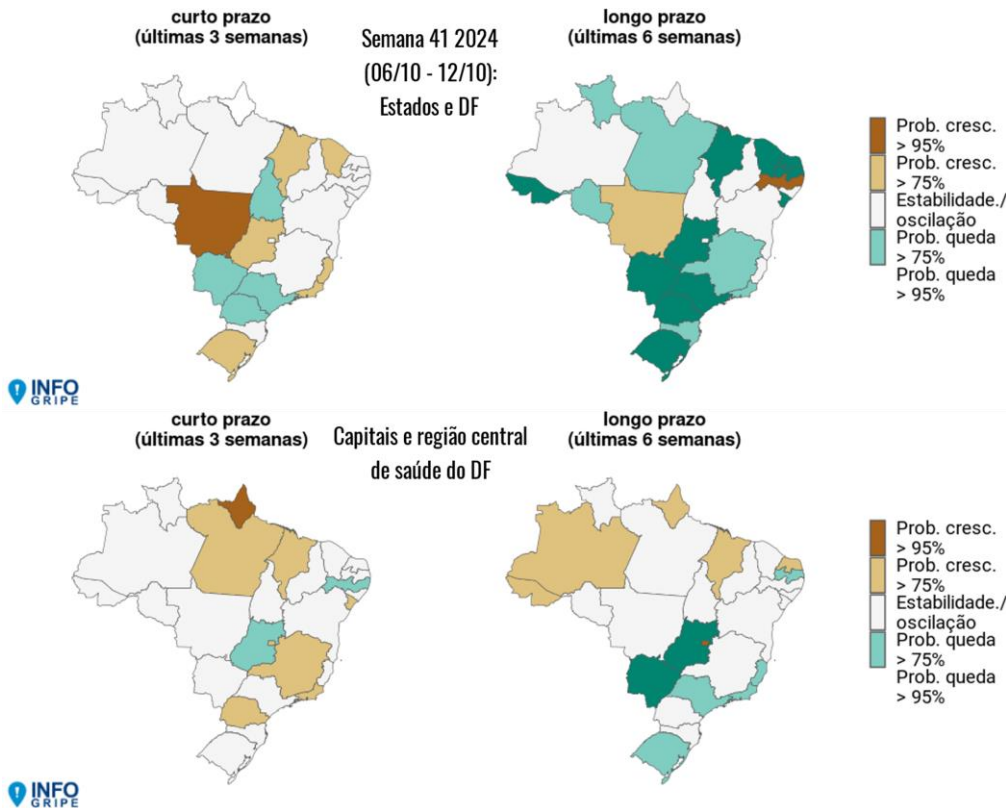 curto prazo
(últimas 3 semanas)
Semana 41 2024
(06/10 - 12/10):
Estados e DF
longo prazo
(últimas 6 semanas)
Prob. cresc.
> 95%
Prob. cresc.
> 75%
Estabilidade./
oscilação
Prob. queda
> 75%
Prob. queda
> 95%
INFO
GRIPE
curto prazo
(últimas 3 semanas)
Capitais e região central
de saúde do DF
longo prazo
(últimas 6 semanas)
Prob. cresc.
> 95%
Prob. cresc.
> 75%
Estabilidade./
oscilação
Prob. queda
> 75%
Prob. queda
> 95%
INFO
GRIPE